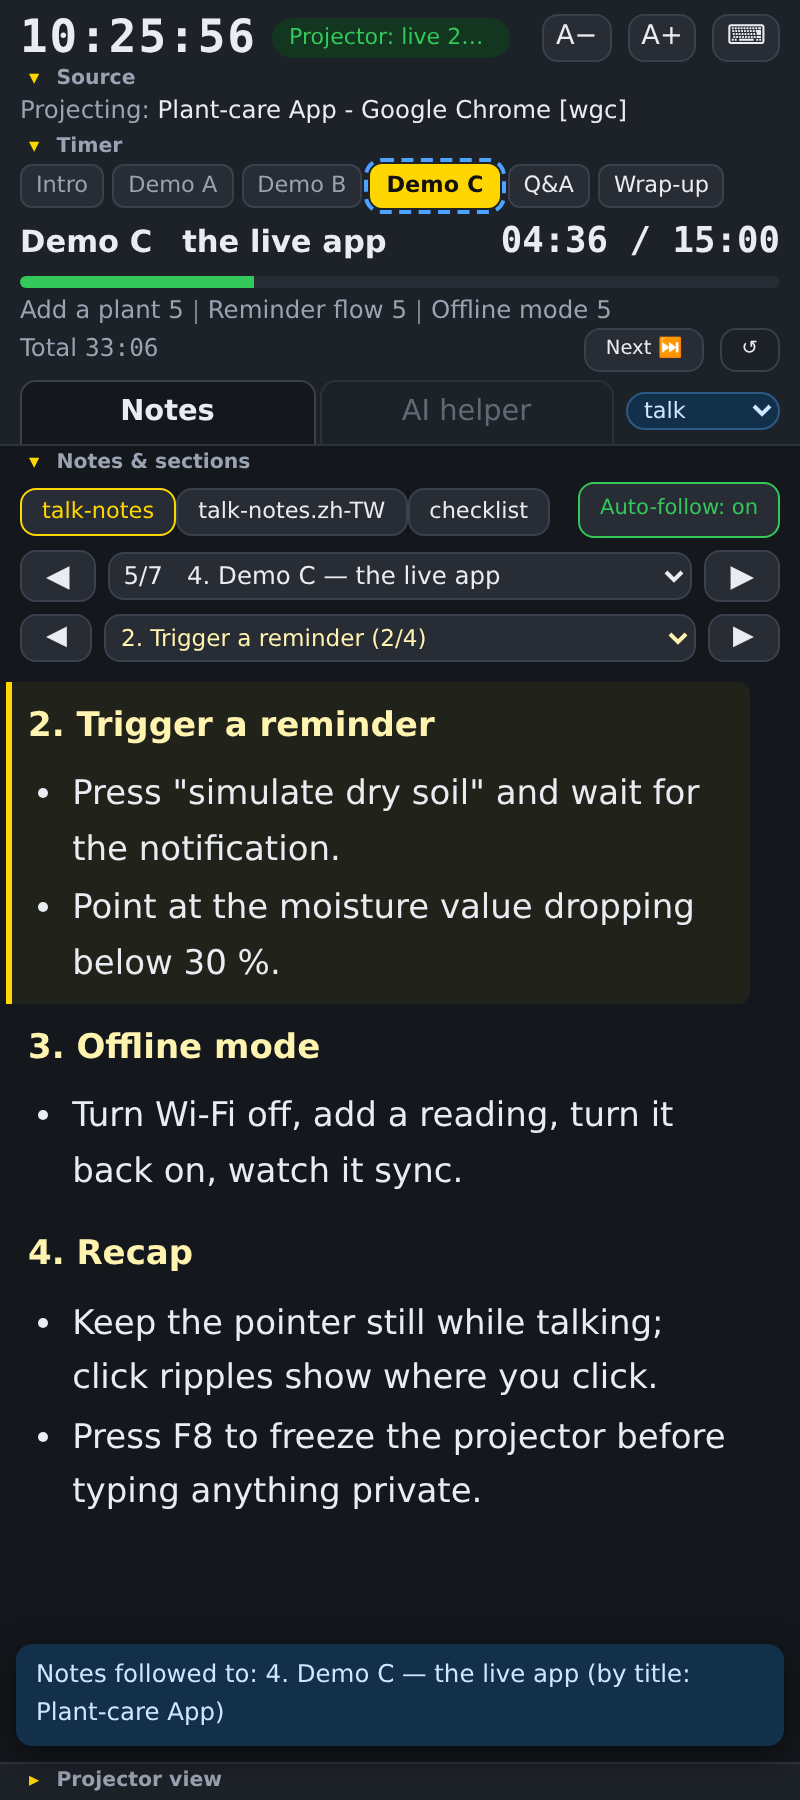 10:25:56 Projector: live 2… A− A+ ⌨
▾ Source
Projecting: Plant-care App - Google Chrome [wgc]
▾ Timer
Intro Demo A Demo B Demo C Q&A Wrap-up
Demo C the live app 04:36 / 15:00
Add a plant 5 | Reminder flow 5 | Offline mode 5
Total 33:06 Next ⏭ ↺
Notes AI helper talk
▾ Notes & sections
talk-notes talk-notes.zh-TW checklist Auto-follow: on
◀ 5/7 4. Demo C — the live app ▶
◀ 2. Trigger a reminder (2/4) ▶
2. Trigger a reminder
• Press "simulate dry soil" and wait for
the notification.
• Point at the moisture value dropping
below 30 %.
3. Offline mode
• Turn Wi-Fi off, add a reading, turn it
back on, watch it sync.
4. Recap
• Keep the pointer still while talking;
click ripples show where you click.
• Press F8 to freeze the projector before
typing anything private.
Notes followed to: 4. Demo C — the live app (by title:
Plant-care App)
▸ Projector view